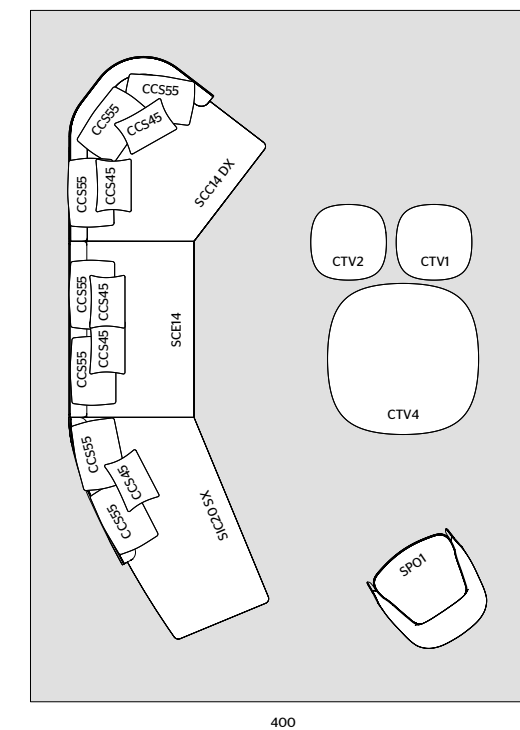 CCS55
CCS55
CCS45
CCS55
CCS45
SCC14 DX
CCS55
CCS45
SCE14
CCS45
CCS55
CCS55
CCS45
CCS55
SIC20 SX
CTV2
CTV1
CTV4
SPO1
400